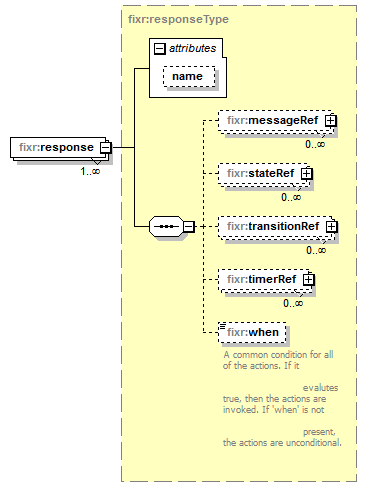 fixr:responseType
attributes
name
fixr:response
1..∞
fixr:messageRef
0..∞
fixr:stateRef
0..∞
fixr:transitionRef
0..∞
fixr:timerRef
0..∞
fixr:when
A common condition for all
of the actions. If it
evalutes
true, then the actions are
invoked. If 'when' is not
present,
the actions are unconditional.